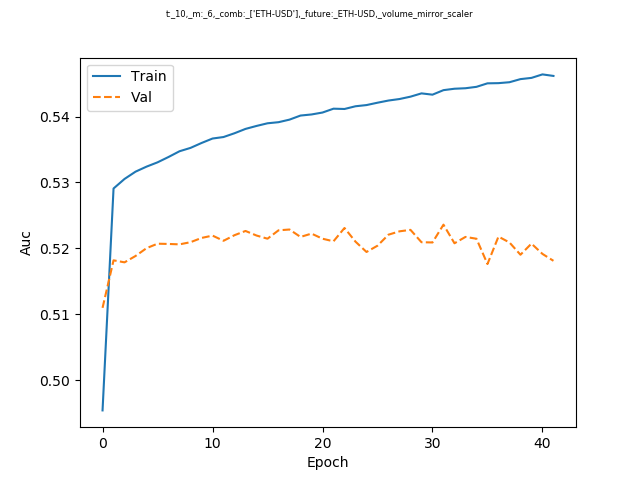 t:_10,_m:_6,_comb:_['ETH-USD'],_future:_ETH-USD,_volume_mirror_scaler
Train
Val
0.54
0.53
0.52
0.51
0.50
Auc
0 10 20 30 40
Epoch